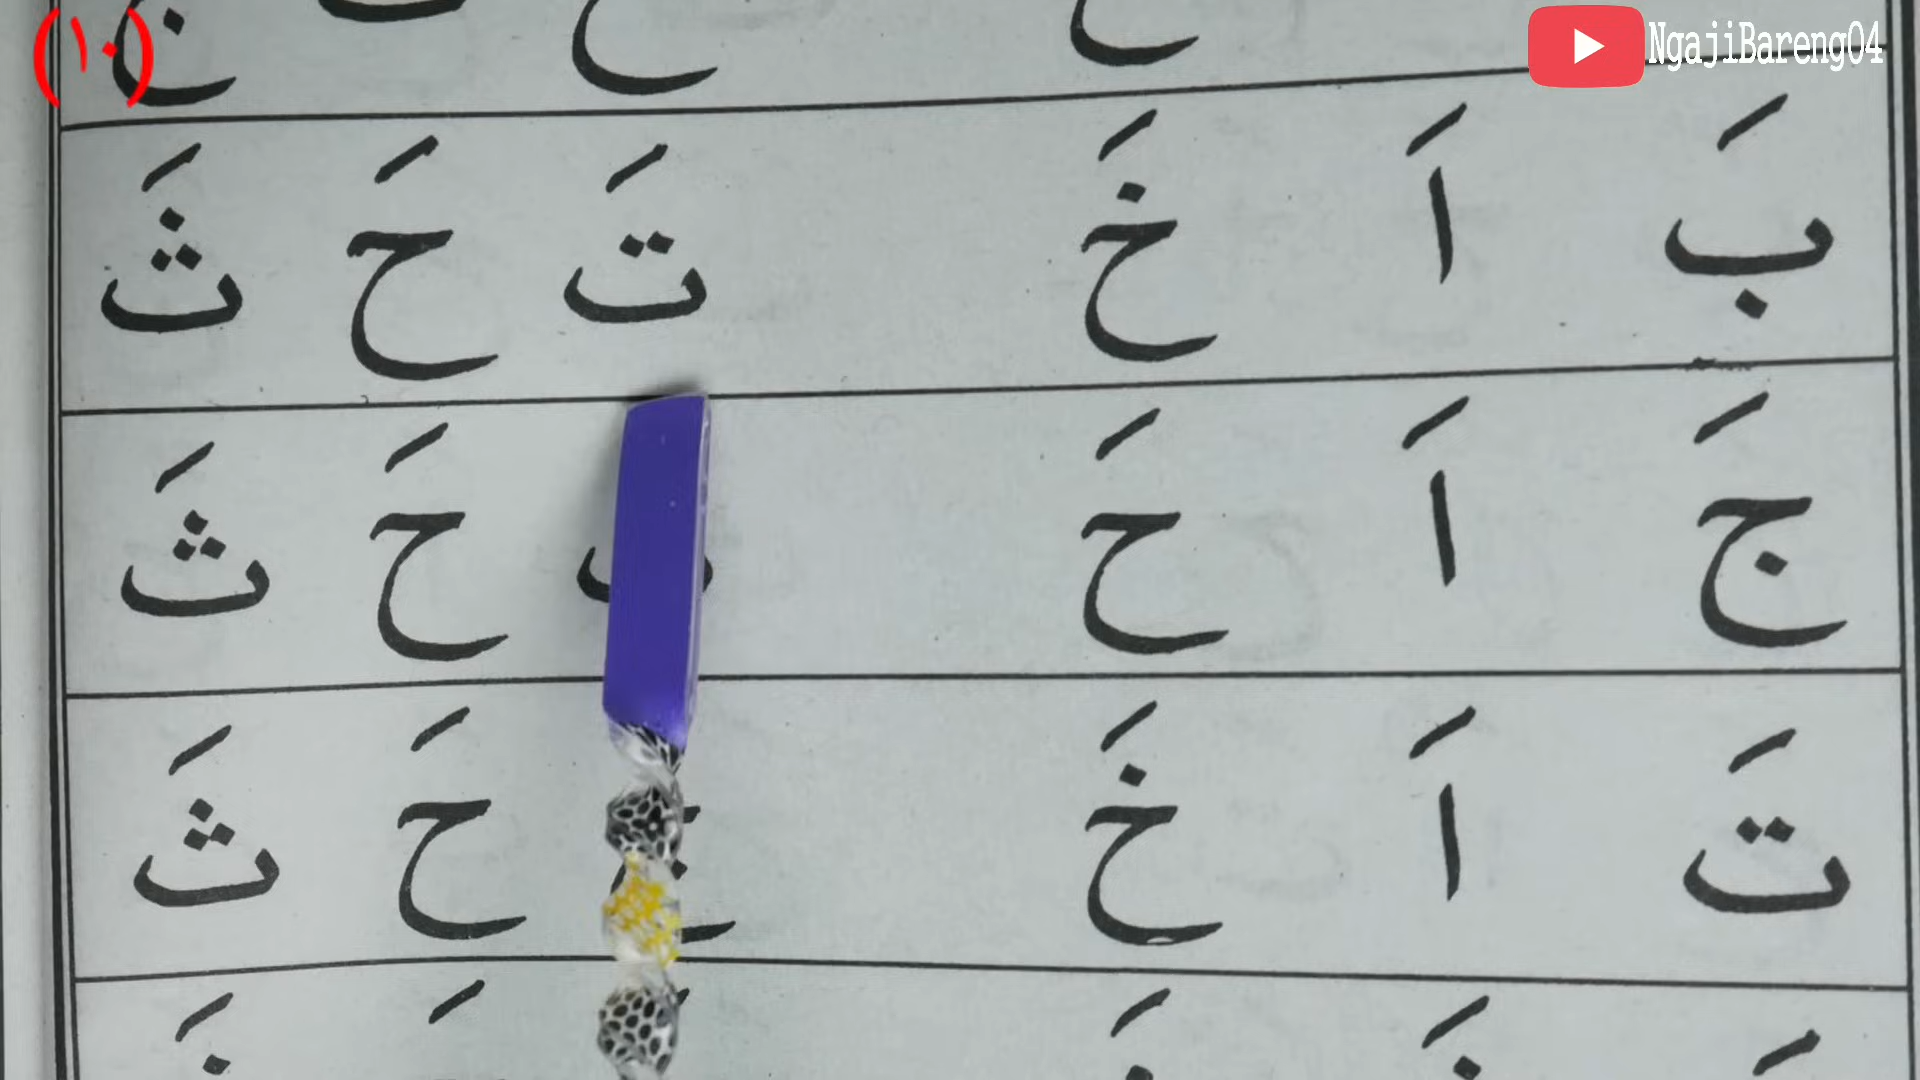 (١٠)
NgajiBareng04
بَ اَ خَ تَ حَ ثَ
جَ اَ حَ حَ ثَ
تَ اَ خَ حَ ثَ